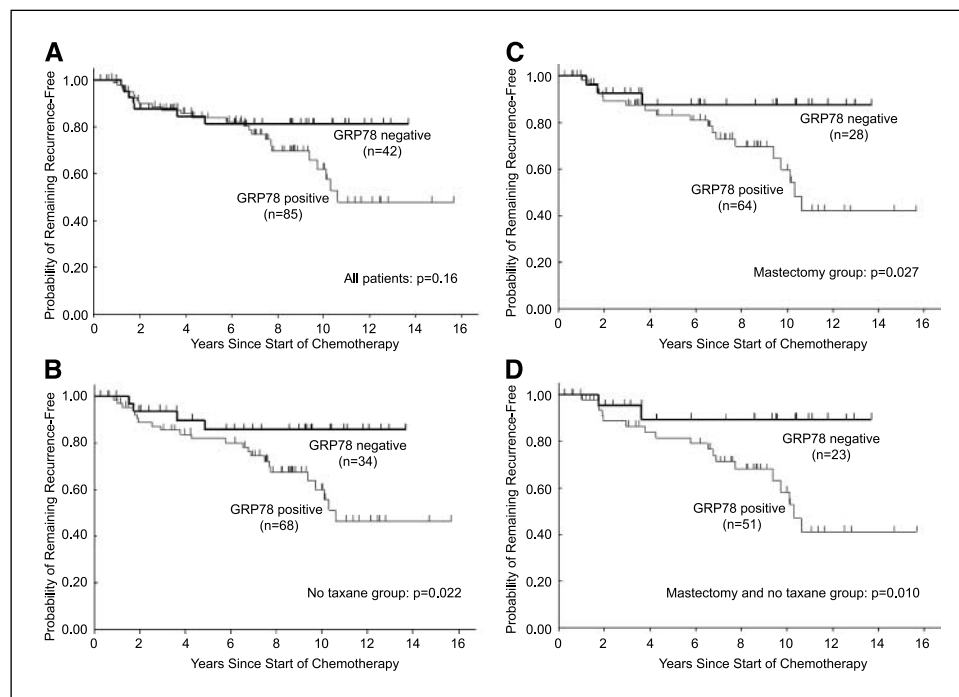 A
Probability of Remaining Recurrence-Free
1.00
0.80
0.60
0.40
0.20
0.00
GRP78 negative
(n=42)
GRP78 positive
(n=85)
All patients: p=0.16
0 2 4 6 8 10 12 14 16
Years Since Start of Chemotherapy
B
Probability of Remaining Recurrence-Free
1.00
0.80
0.60
0.40
0.20
0.00
GRP78 negative
(n=34)
GRP78 positive
(n=68)
No taxane group: p=0.022
0 2 4 6 8 10 12 14 16
Years Since Start of Chemotherapy
C
Probability of Remaining Recurrence-Free
1.00
0.80
0.60
0.40
0.20
0.00
GRP78 negative
(n=28)
GRP78 positive
(n=64)
Mastectomy group: p=0.027
0 2 4 6 8 10 12 14 16
Years Since Start of Chemotherapy
D
Probability of Remaining Recurrence-Free
1.00
0.80
0.60
0.40
0.20
0.00
GRP78 negative
(n=23)
GRP78 positive
(n=51)
Mastectomy and no taxane group: p=0.010
0 2 4 6 8 10 12 14 16
Years Since Start of Chemotherapy